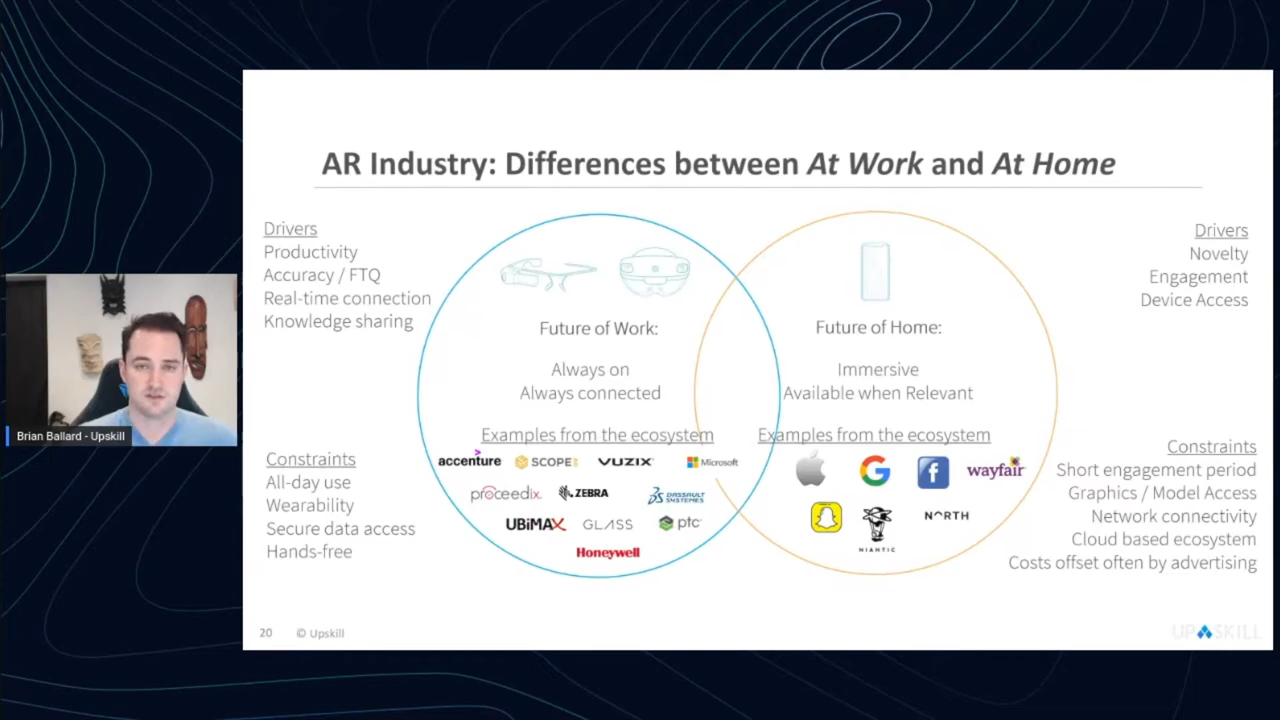 AR Industry: Differences between At Work and At Home
Drivers
Productivity
Accuracy / FTQ
Real-time connection
Knowledge sharing
Constraints
All-day use
Wearability
Secure data access
Hands-free
Future of Work:
Always on
Always connected
Examples from the ecosystem
accenture SCOPE VUZIX Microsoft
proceedix ZEBRA DASSAULT SYSTEMES
UBiMAX GLASS ptc
Honeywell
Future of Home:
Immersive
Available when Relevant
Examples from the ecosystem
G f wayfair
NORTH
NIANTIC
Drivers
Novelty
Engagement
Device Access
Constraints
Short engagement period
Graphics / Model Access
Network connectivity
Cloud based ecosystem
Costs offset often by advertising
Brian Ballard - Upskill
20 © Upskill
UPSKILL